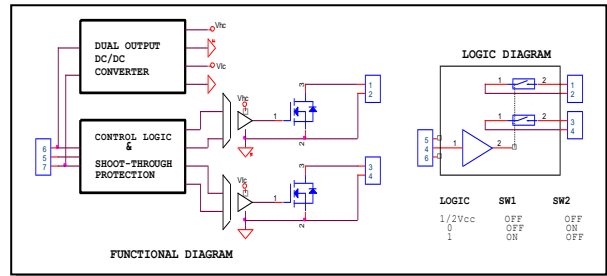 DUAL OUTPUT
DC/DC
CONVERTER
Vhc
Vlc
CONTROL LOGIC
&
SHOOT-THROUGH
PROTECTION
6
5
7
Vhc
1
3
2
1
2
Vlc
1
3
2
3
4
FUNCTIONAL DIAGRAM
LOGIC DIAGRAM
1
2
1
2
1
2
3
4
5
4
6
1
2
LOGIC SW1 SW2
1/2Vcc OFF OFF
0 OFF ON
1 ON OFF